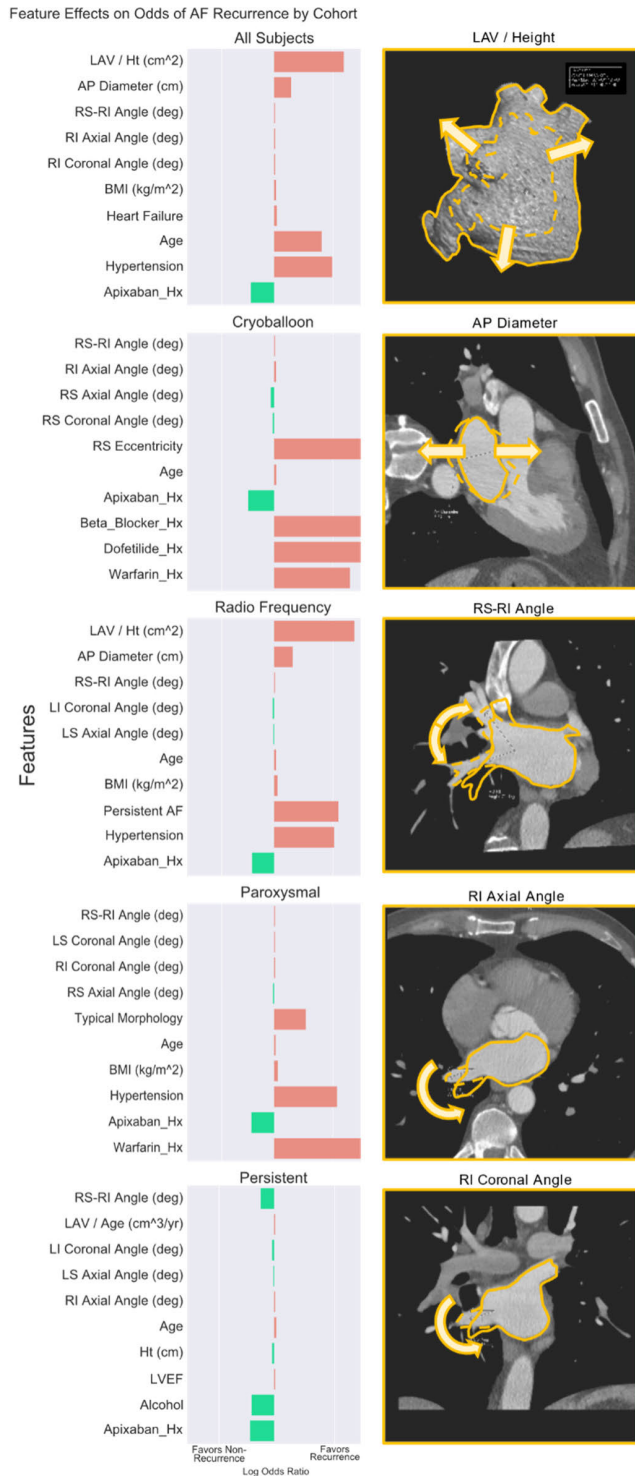 Feature Effects on Odds of AF Recurrence by Cohort
All Subjects
LAV / Ht (cm^2)
AP Diameter (cm)
RS-RI Angle (deg)
RI Axial Angle (deg)
RI Coronal Angle (deg)
BMI (kg/m^2)
Heart Failure
Age
Hypertension
Apixaban_Hx
LAV / Height
Cryoballoon
RS-RI Angle (deg)
RI Axial Angle (deg)
RS Axial Angle (deg)
RS Coronal Angle (deg)
RS Eccentricity
Age
Apixaban_Hx
Beta_Blocker_Hx
Dofetilide_Hx
Warfarin_Hx
AP Diameter
Radio Frequency
LAV / Ht (cm^2)
AP Diameter (cm)
RS-RI Angle (deg)
LI Coronal Angle (deg)
LS Axial Angle (deg)
Age
BMI (kg/m^2)
Persistent AF
Hypertension
Apixaban_Hx
RS-RI Angle
Features
Paroxysmal
RS-RI Angle (deg)
LS Coronal Angle (deg)
RI Coronal Angle (deg)
RS Axial Angle (deg)
Typical Morphology
Age
BMI (kg/m^2)
Hypertension
Apixaban_Hx
Warfarin_Hx
RI Axial Angle
Persistent
RS-RI Angle (deg)
LAV / Age (cm^3/yr)
LI Coronal Angle (deg)
LS Axial Angle (deg)
RI Axial Angle (deg)
Age
Ht (cm)
LVEF
Alcohol
Apixaban_Hx
RI Coronal Angle
Favors Non-
Recurrence
Favors
Recurrence
Log Odds Ratio